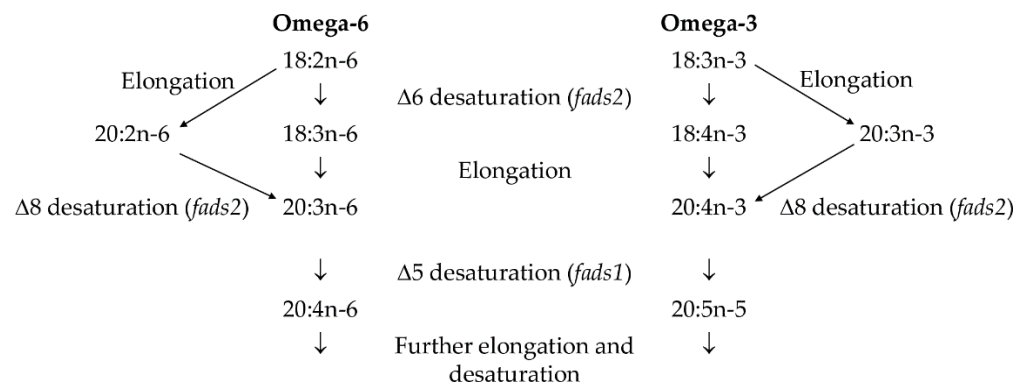 Omega-6 Omega-3
18:2n-6 18:3n-3
Elongation ↓ Δ6 desaturation (fads2) ↓ Elongation
20:2n-6 18:3n-6 18:4n-3 20:3n-3
↓ Elongation ↓
Δ8 desaturation (fads2) 20:3n-6 20:4n-3 Δ8 desaturation (fads2)
↓ Δ5 desaturation (fads1) ↓
20:4n-6 20:5n-5
↓ Further elongation and ↓
desaturation